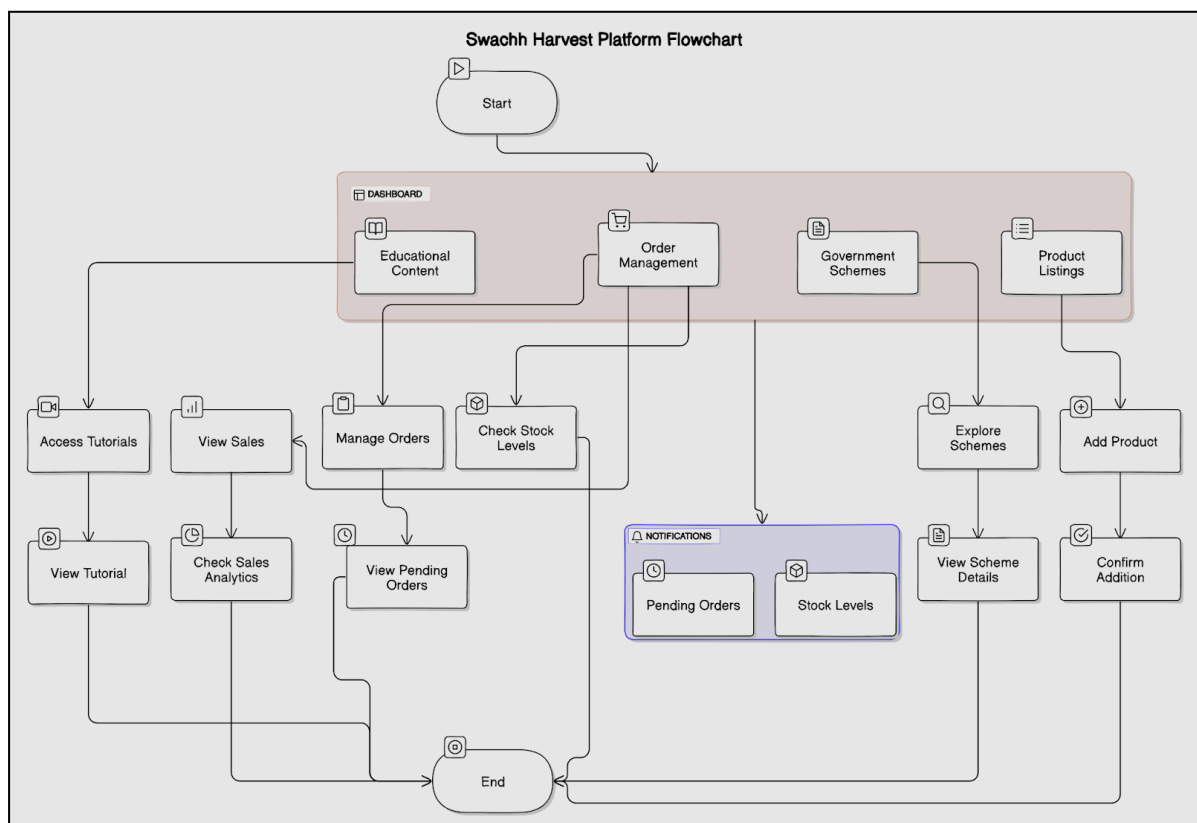 Swachh Harvest Platform Flowchart
Start
DASHBOARD
Educational
Content
Order
Management
Government
Schemes
Product
Listings
Access Tutorials
View Sales
Manage Orders
Check Stock
Levels
Explore
Schemes
Add Product
View Tutorial
Check Sales
Analytics
View Pending
Orders
NOTIFICATIONS
Pending Orders
Stock Levels
View Scheme
Details
Confirm
Addition
End